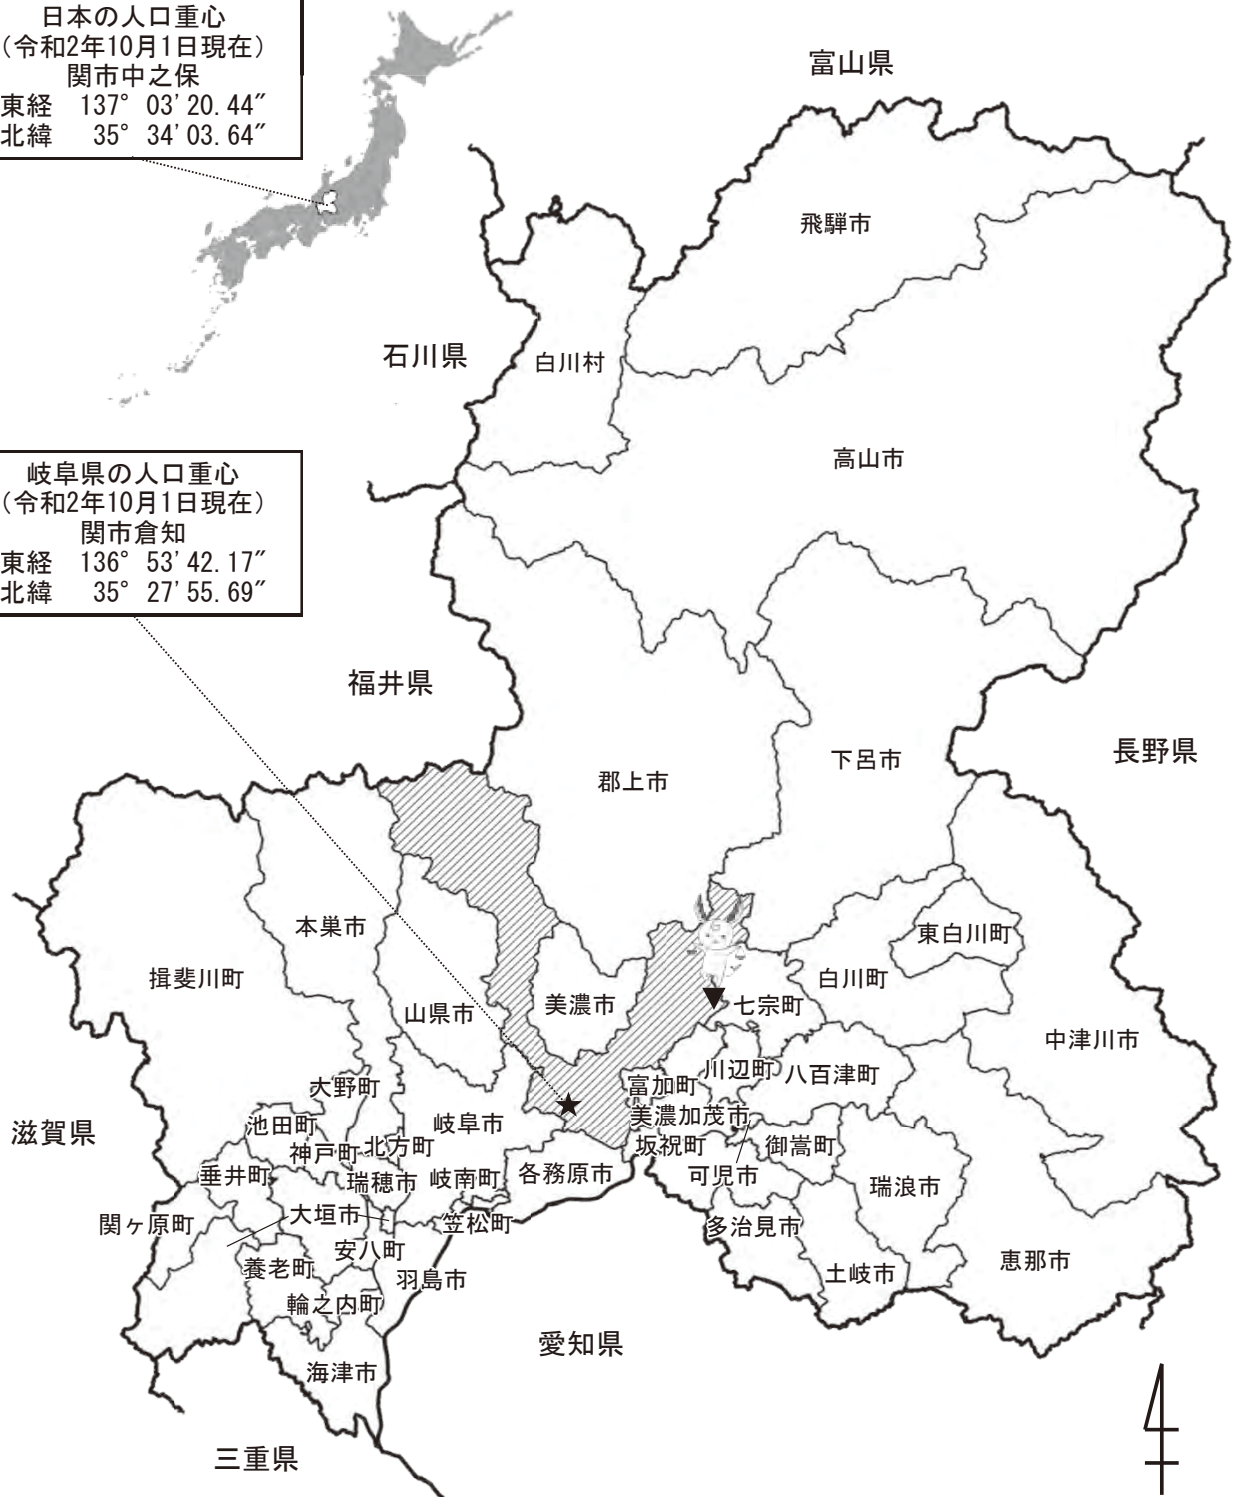 日本の人口重心
（令和2年10月1日現在）
関市中之保
東経 137° 03′20.44″
北緯 35° 34′03.64″
富山県
飛騨市
石川県
白川村
高山市
岐阜県の人口重心
（令和2年10月1日現在）
関市倉知
東経 136° 53′42.17″
北緯 35° 27′55.69″
福井県
長野県
下呂市
郡上市
本巣市
東白川町
揖斐川町
白川町
山県市
美濃市
七宗町
中津川市
川辺町
八百津町
大野町
富加町
美濃加茂市
滋賀県
池田町
岐阜市
神戸町
北方町
坂祝町
御嵩町
垂井町
瑞穂市
岐南町
各務原市
可児市
瑞浪市
関ヶ原町
大垣市
笠松町
多治見市
安八町
養老町
羽島市
土岐市
恵那市
輪之内町
愛知県
海津市
三重県